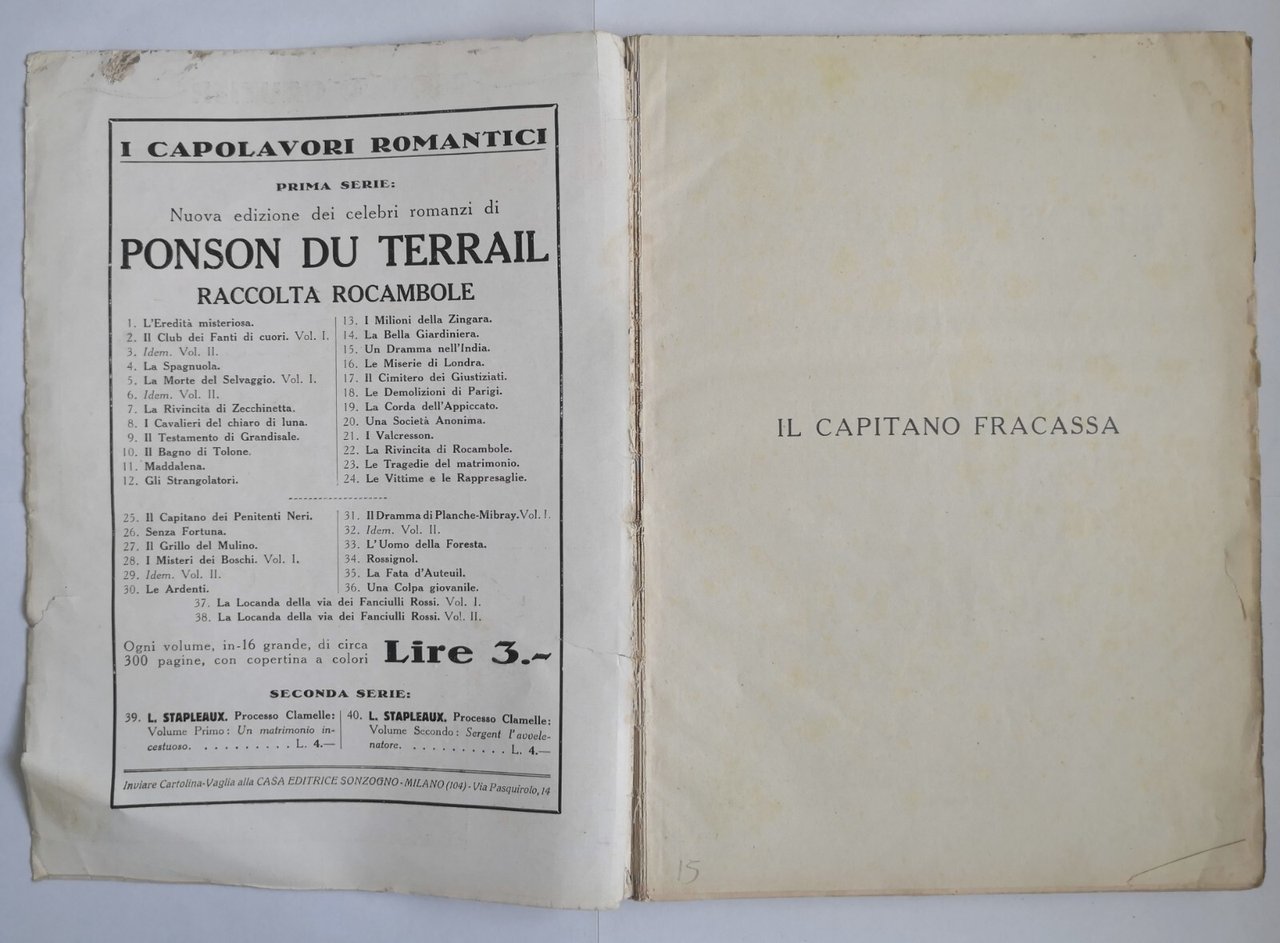 I CAPOLAVORI ROMANTICI
PRIMA SERIE:
Nuova edizione dei celebri romanzi di
PONSON DU TERRAIL
RACCOLTA ROCAMBOLE
1. L'Eredità misteriosa.
2. Il Club dei Fanti di cuori. Vol. I.
3. Idem. Vol. II.
4. La Spagnuola.
5. La Morte del Selvaggio. Vol. I.
6. Idem. Vol. II.
7. La Rivincita di Zecchinetta.
8. I Cavalieri del chiaro di luna.
9. Il Testamento di Grandisale.
10. Il Bagno di Tolone.
11. Maddalena.
12. Gli Strangolatori.
13. I Milioni della Zingara.
14. La Bella Giardiniera.
15. Un Dramma nell'India.
16. Le Miserie di Londra.
17. Il Cimitero dei Giustiziati.
18. Le Demolizioni di Parigi.
19. La Corda dell'Appiccato.
20. Una Società Anonima.
21. I Valcresson.
22. La Rivincita di Rocambole.
23. Le Tragedie del matrimonio.
24. Le Vittime e le Rappresaglie.
25. Il Capitano dei Penitenti Neri.
26. Senza Fortuna.
27. Il Grillo del Mulino.
28. I Misteri dei Boschi. Vol. I.
29. Idem. Vol. II.
30. Le Ardenti.
31. Il Dramma di Planche-Mibray. Vol. I.
32. Idem. Vol. II.
33. L'Uomo della Foresta.
34. Rossignol.
35. La Fata d'Auteuil.
36. Una Colpa giovanile.
37. La Locanda della via dei Fanciulli Rossi. Vol. I.
38. La Locanda della via dei Fanciulli Rossi. Vol. II.
Ogni volume, in-16 grande, di circa
300 pagine, con copertina a colori
Lire 3.-
SECONDA SERIE:
39. L. STAPLEAUX. Processo Clamelle:
Volume Primo: Un matrimonio in-
cestuoso. . . . . . . . . . L. 4.—
40. L. STAPLEAUX. Processo Clamelle:
Volume Secondo: Sergent l'avvele-
natore. . . . . . . . . . . L. 4.—
Inviare Cartolina-Vaglia alla CASA EDITRICE SONZOGNO - MILANO (104) - Via Pasquirolo, 14
IL CAPITANO FRACASSA
15